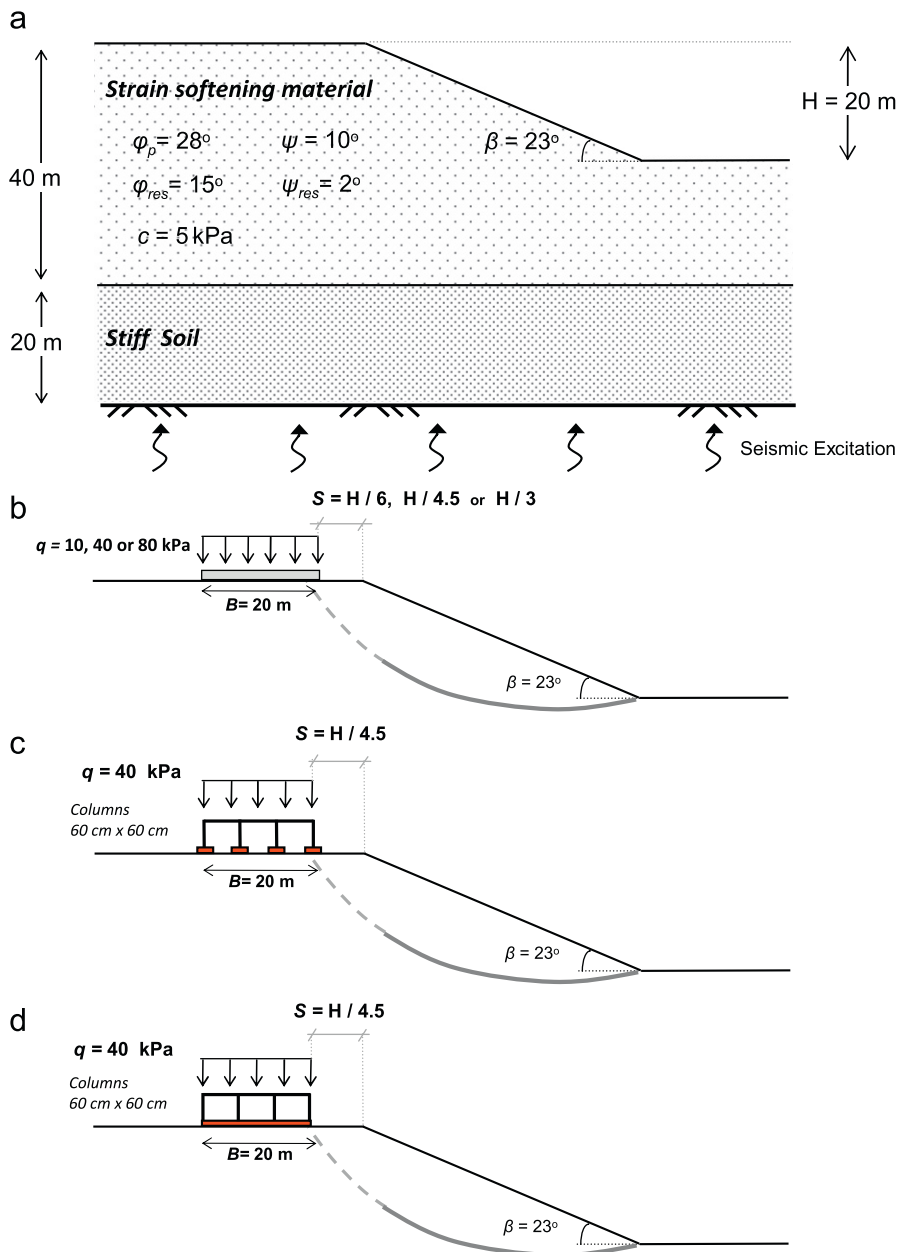 a
Strain softening material
φp = 28°
ψ = 10°
β = 23°
H = 20 m
40 m
φres = 15°
ψres = 2°
c = 5 kPa
20 m
Stiff Soil
Seismic Excitation
b
S = H / 6, H / 4.5 or H / 3
q = 10, 40 or 80 kPa
B= 20 m
β = 23°
c
S = H / 4.5
q = 40 kPa
Columns
60 cm x 60 cm
B= 20 m
β = 23°
d
S = H / 4.5
q = 40 kPa
Columns
60 cm x 60 cm
B= 20 m
β = 23°